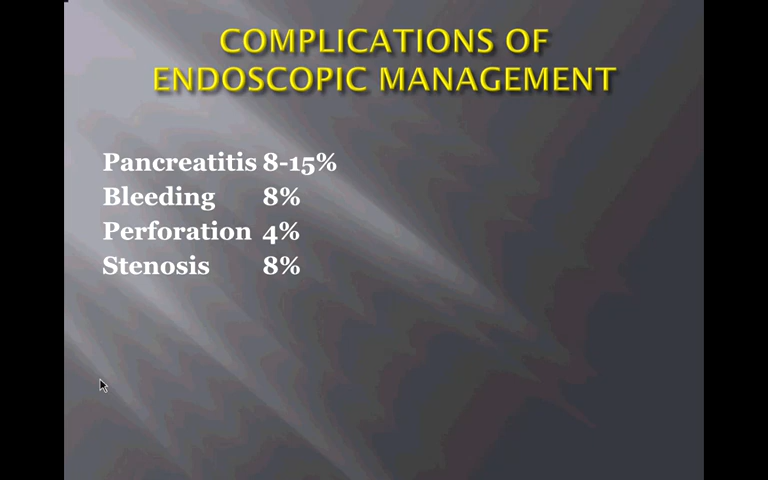 COMPLICATIONS OF
ENDOSCOPIC MANAGEMENT
Pancreatitis 8-15%
Bleeding 8%
Perforation 4%
Stenosis 8%